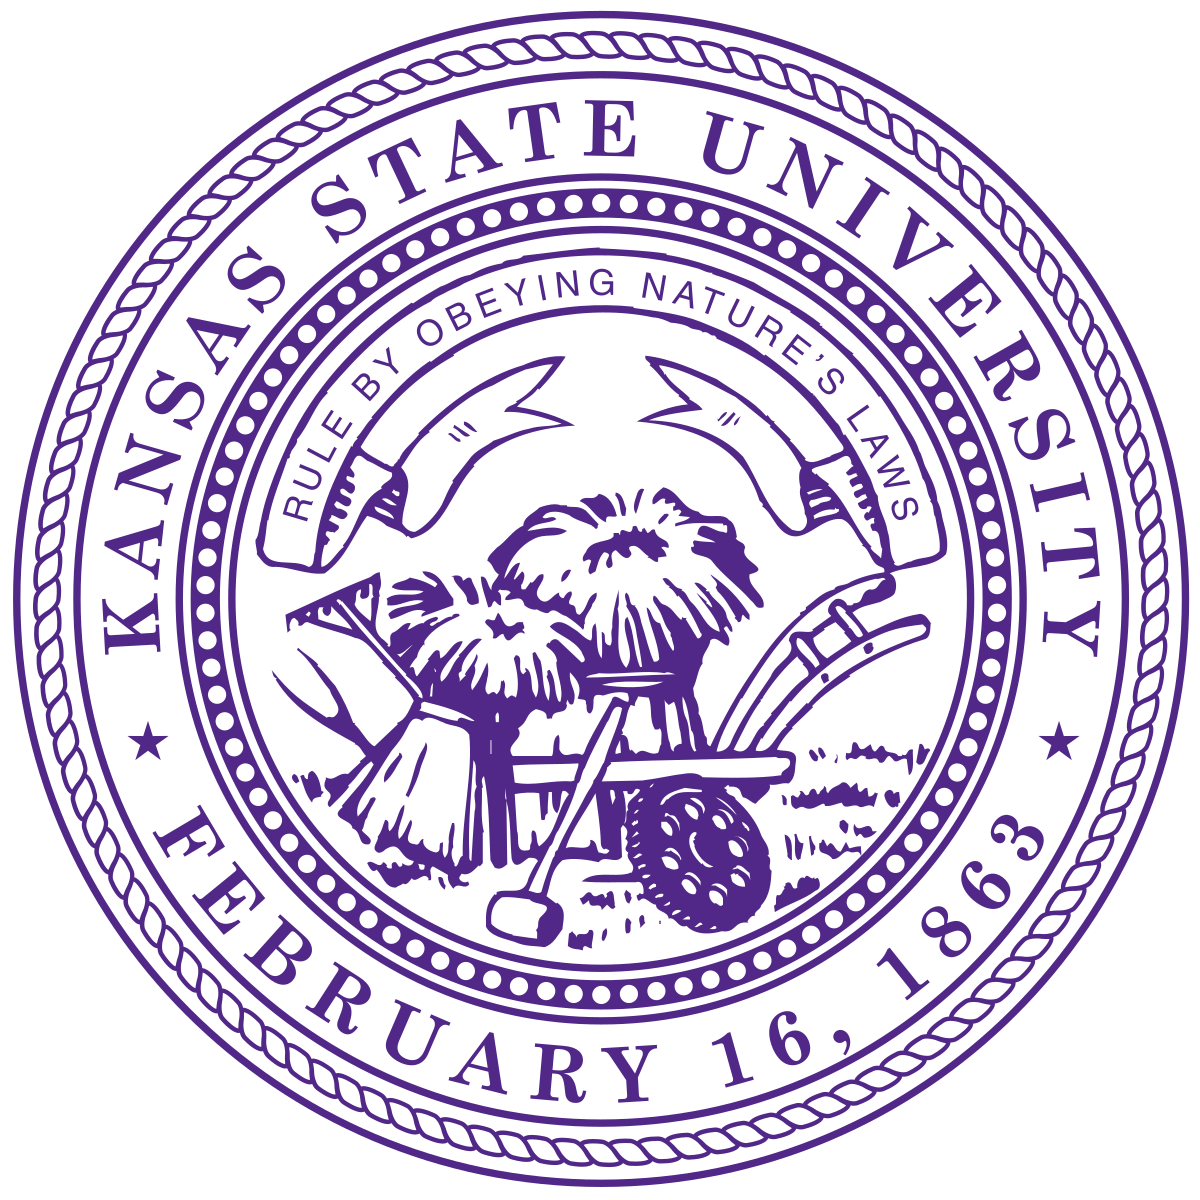 KANSAS STATE UNIVERSITY
RULE BY OBEYING NATURE'S LAWS
FEBRUARY 16, 1863